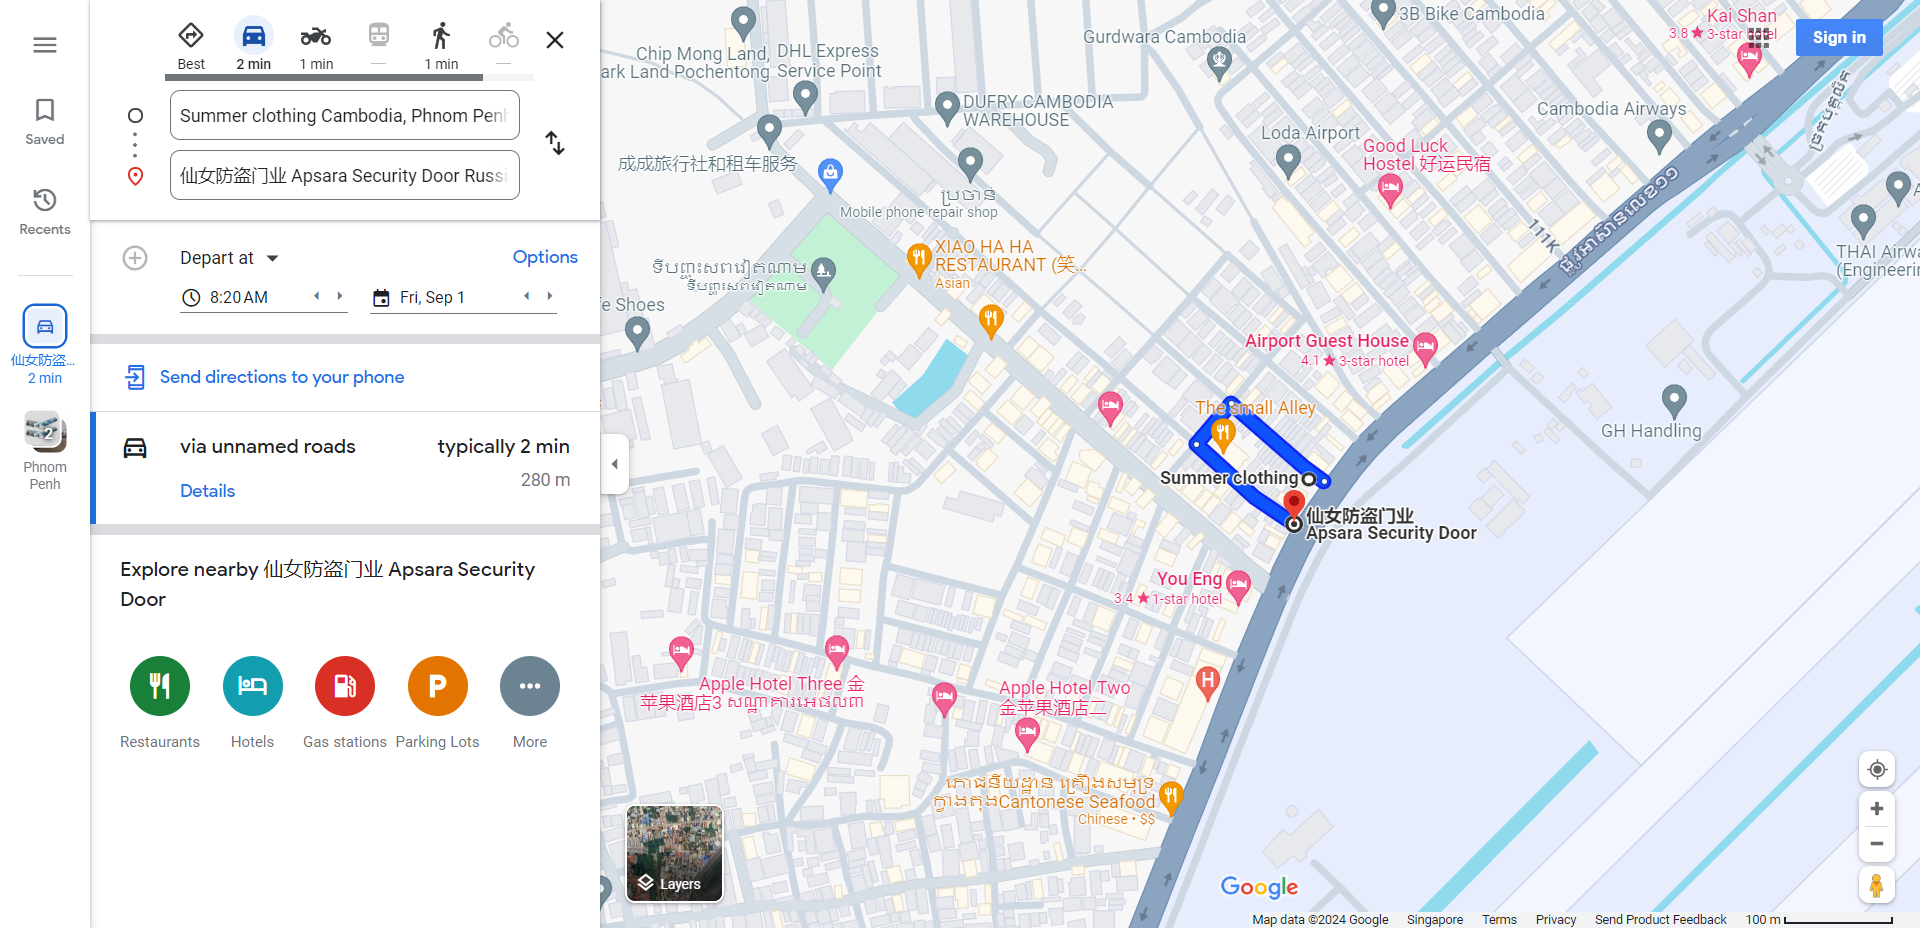 Best
2 min
1 min
1 min
Summer clothing Cambodia, Phnom Penh
仙女防盗门业 Apsara Security Door Russi
Saved
Recents
仙女防盗...
2 min
2
Phnom
Penh
Depart at
Options
8:20 AM
Fri, Sep 1
Send directions to your phone
via unnamed roads
typically 2 min
280 m
Details
Explore nearby 仙女防盗门业 Apsara Security
Door
Restaurants
Hotels
Gas stations
Parking Lots
More
Layers
Sign in
3B Bike Cambodia
Kai Shan
3.8 ★ 3-star hotel
Gurdwara Cambodia
Chip Mong Land,
ark Land Pochentong
DHL Express
Service Point
DUFRY CAMBODIA
WAREHOUSE
Cambodia Airways
Loda Airport
Good Luck
Hostel 好运民宿
成成旅行社和租车服务
ប្រចាន់
Mobile phone repair shop
111K
THAI Airw
(Engineerin
A
XIAO HA HA
RESTAURANT (笑...
Asian
ទីបញ្ចុះសពវៀតណាម
ទីបញ្ចុះសពវៀតណាម
e Shoes
Airport Guest House
4.1 ★ 3-star hotel
The small Alley
GH Handling
Summer clothing
仙女防盗门业
Apsara Security Door
You Eng
3.4 ★ 1-star hotel
H
Apple Hotel Three 金
苹果酒店3 សណ្ឋាគារអេផលពា
Apple Hotel Two
金苹果酒店二
ភោជនីយដ្ឋាន គ្រឿងសមុទ្រ
ក្វាងតុងCantonese Seafood
Chinese • $$
Google
Map data ©2024 Google
Singapore
Terms
Privacy
Send Product Feedback
100 m